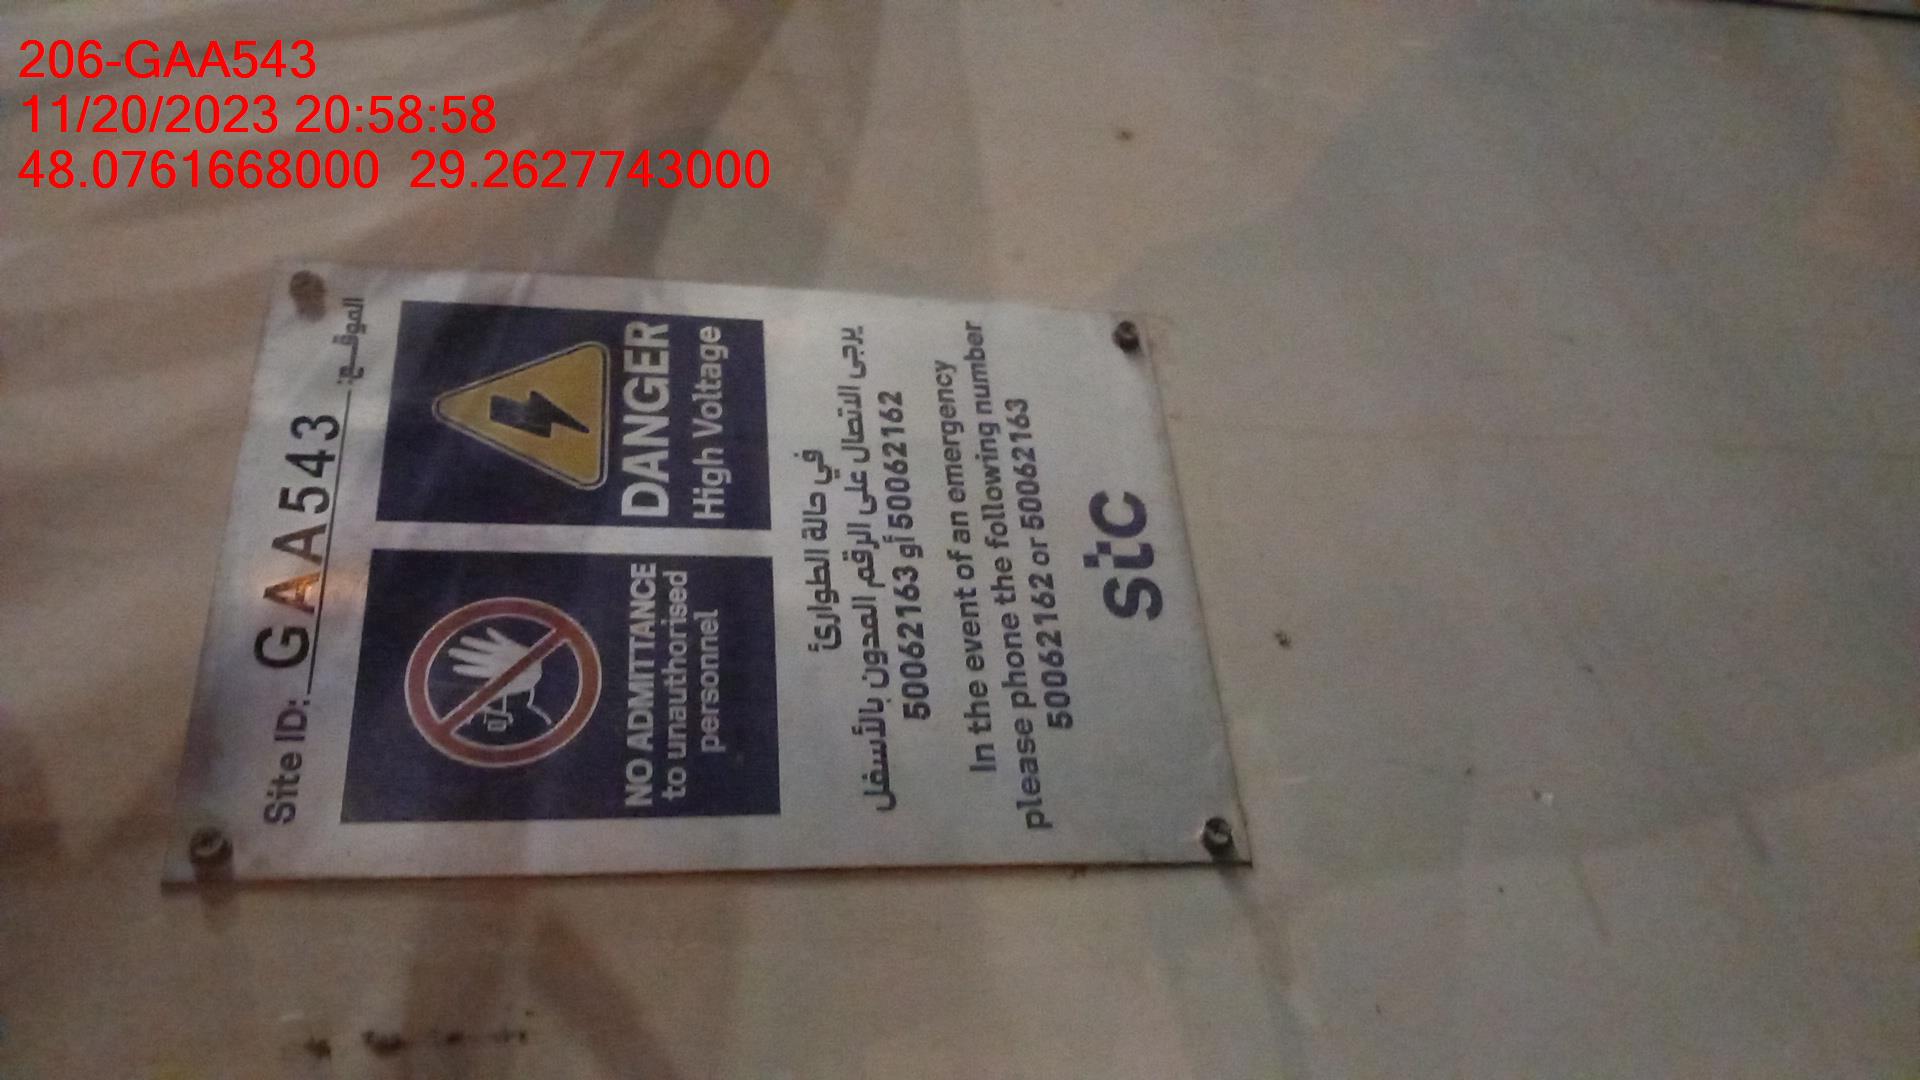 206-GAA543
11/20/2023 20:58:58
48.0761668000 29.2627743000
Site ID: GAA543 الموقع:
NO ADMITTANCE
to unauthorised
personnel
DANGER
High Voltage
في حالة الطوارئ
يرجى الاتصال على الرقم المدون بالأسفل
50062163 أو 50062162
In the event of an emergency
please phone the following number
50062162 or 50062163
stc